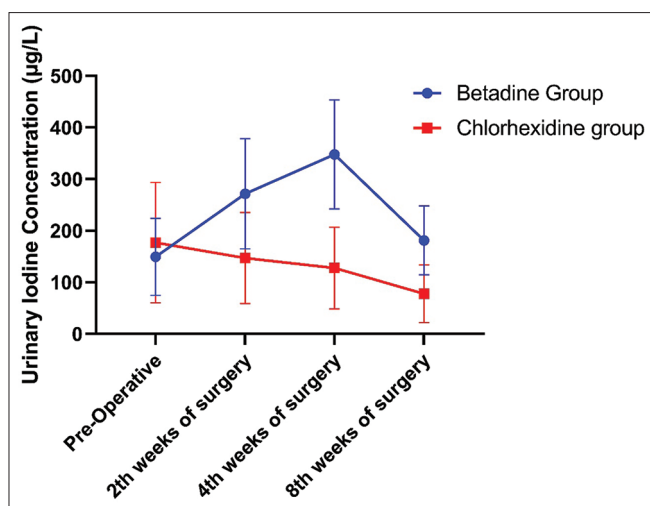 Urinary Iodine Concentration (µg/L)
500
400
300
200
100
0
Betadine Group
Chlorhexidine group
Pre-Operative
2th weeks of surgery
4th weeks of surgery
8th weeks of surgery